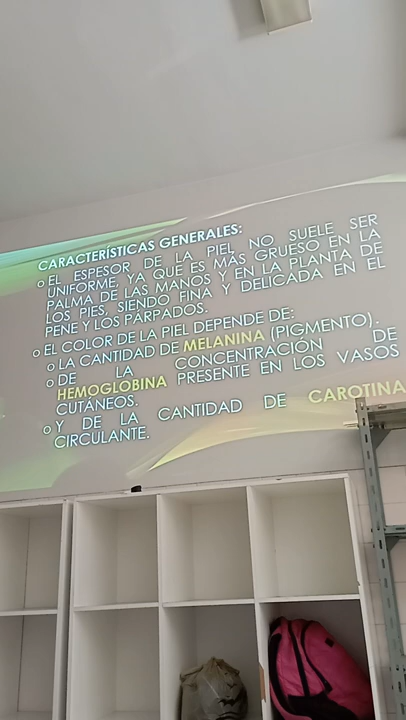 CARACTERÍSTICAS GENERALES:
o EL ESPESOR DE LA PIEL NO SUELE SER
UNIFORME, YA QUE ES MÁS GRUESO EN LA
PALMA DE LAS MANOS Y EN LA PLANTA DE
LOS PIES, SIENDO FINA Y DELICADA EN EL
PENE Y LOS PÁRPADOS.
o EL COLOR DE LA PIEL DEPENDE DE:
o LA CANTIDAD DE MELANINA (PIGMENTO).
o DE LA CONCENTRACIÓN DE
HEMOGLOBINA PRESENTE EN LOS VASOS
CUTÁNEOS.
o Y DE LA CANTIDAD DE CAROTINA
CIRCULANTE.